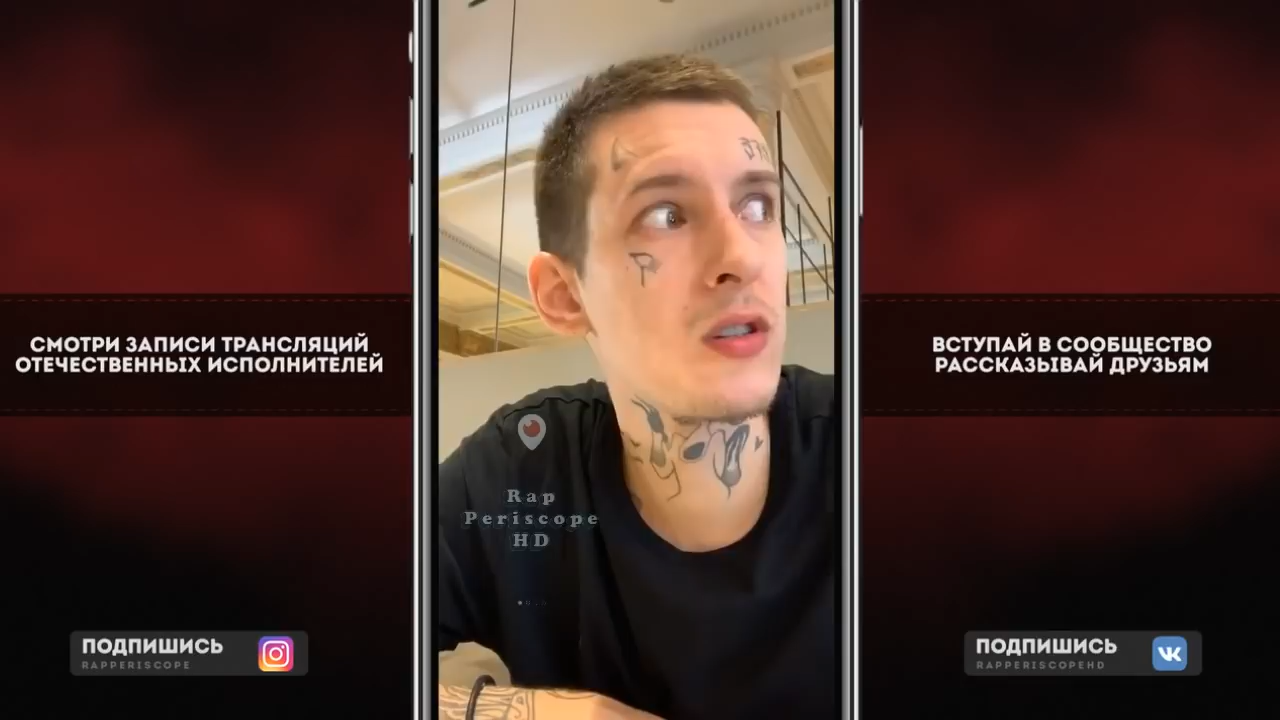 СМОТРИ ЗАПИСИ ТРАНСЛЯЦИЙ
ОТЕЧЕСТВЕННЫХ ИСПОЛНИТЕЛЕЙ
ВСТУПАЙ В СООБЩЕСТВО
РАССКАЗЫВАЙ ДРУЗЬЯМ
Rap
Periscope
HD
ПОДПИШИСЬ
RAPPERISCOPE
ПОДПИШИСЬ
RAPPERISCOPEHD